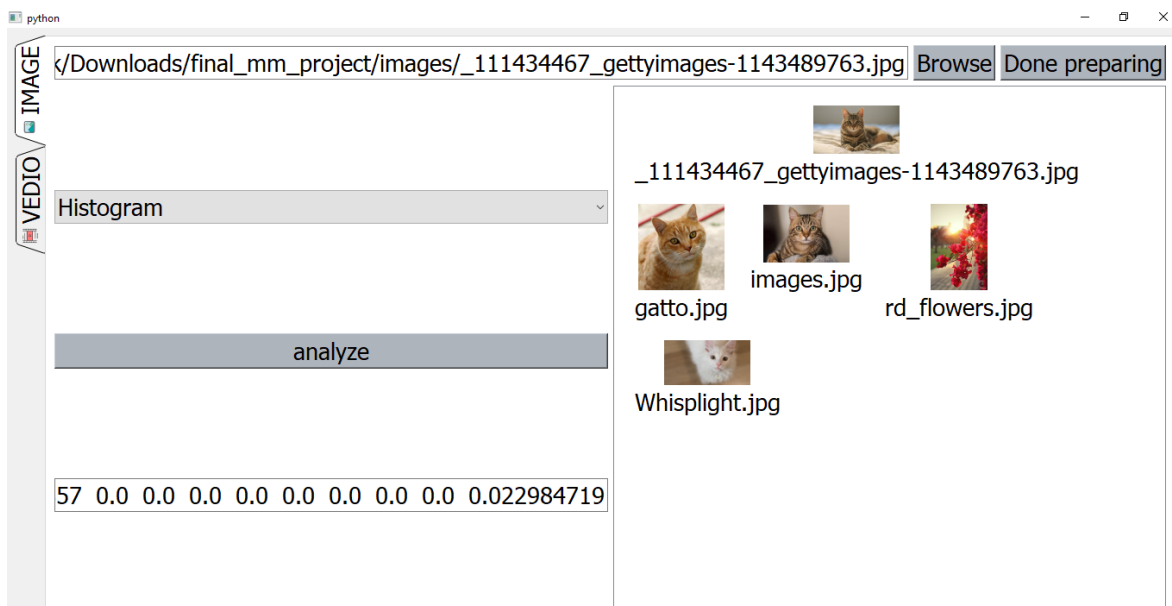 python
IMAGE
VEDIO
k/Downloads/final_mm_project/images/_111434467_gettyimages-1143489763.jpg
Browse
Done preparing
Histogram
analyze
57 0.0 0.0 0.0 0.0 0.0 0.0 0.0 0.0 0.022984719
_111434467_gettyimages-1143489763.jpg
gatto.jpg
images.jpg
rd_flowers.jpg
Whisplight.jpg